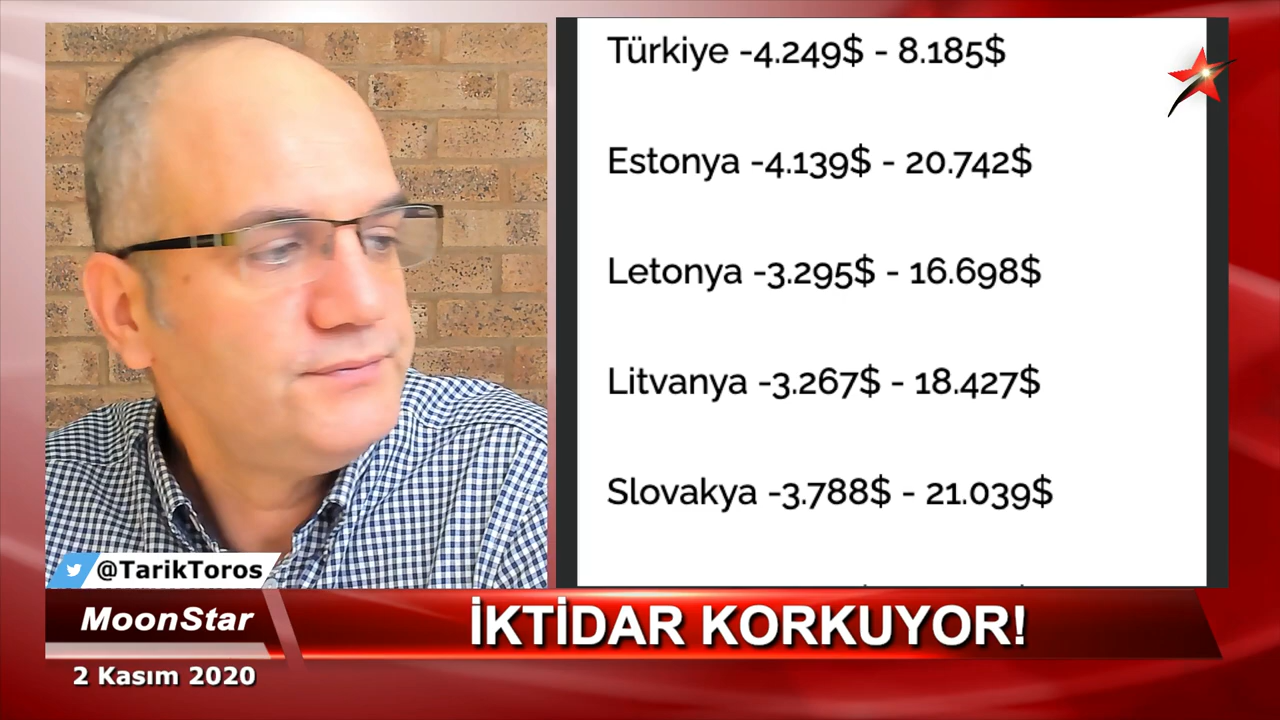 Türkiye -4.249$ - 8.185$
Estonya -4.139$ - 20.742$
Letonya -3.295$ - 16.698$
Litvanya -3.267$ - 18.427$
Slovakya -3.788$ - 21.039$
@TarikToros
MoonStar
İKTİDAR KORKUYOR!
2 Kasım 2020